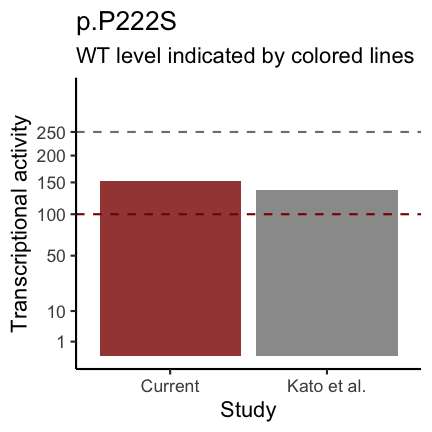 p.P222S
WT level indicated by colored lines
Transcriptional activity
250
200
150
100
50
10
1
Current
Kato et al.
Study